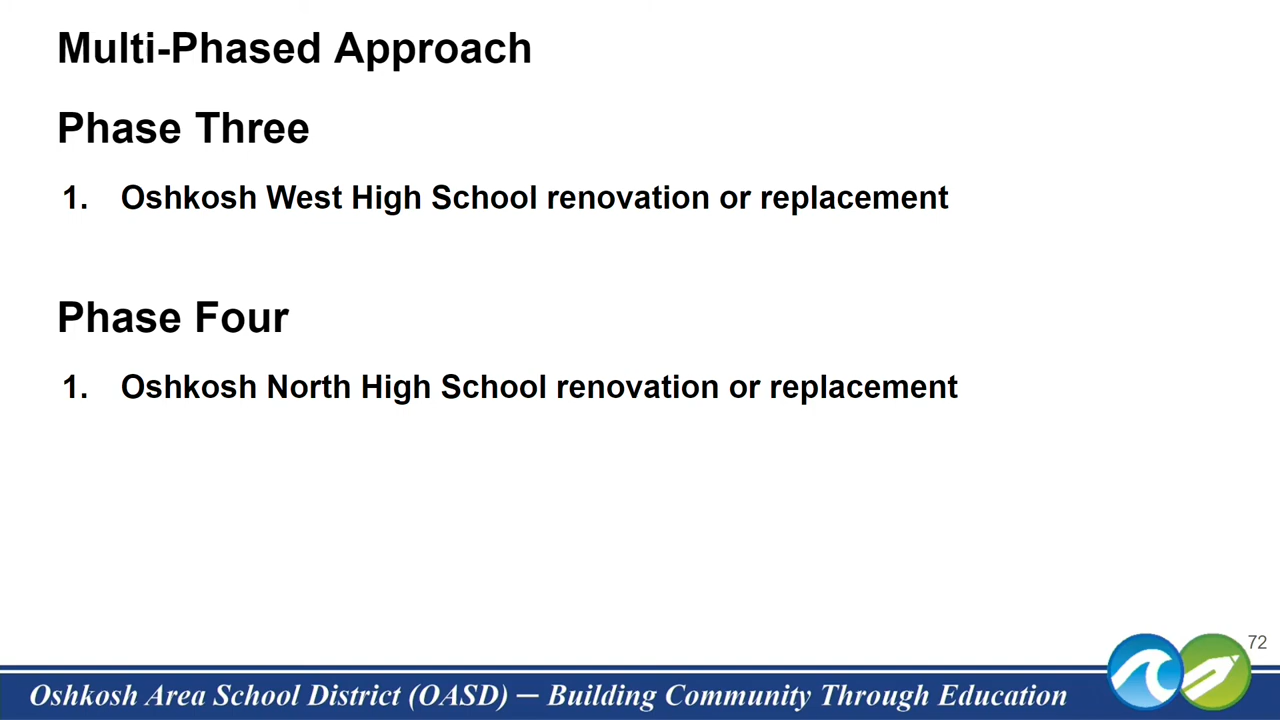 Multi-Phased Approach
Phase Three
1. Oshkosh West High School renovation or replacement
Phase Four
1. Oshkosh North High School renovation or replacement
72
Oshkosh Area School District (OASD) — Building Community Through Education